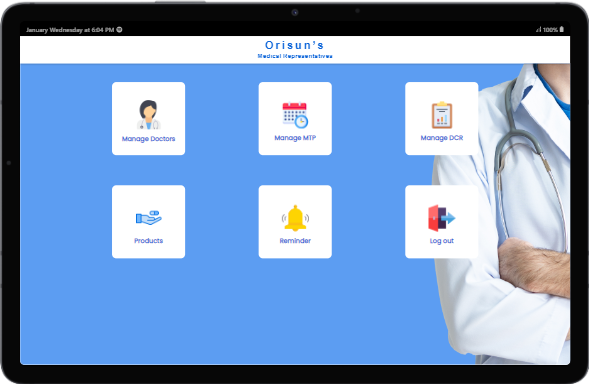 January Wednesday at 6:04 PM
100%
Orisun's
Medical Representatives
Manage Doctors
Manage MTP
Manage DCR
Products
Reminder
Log out